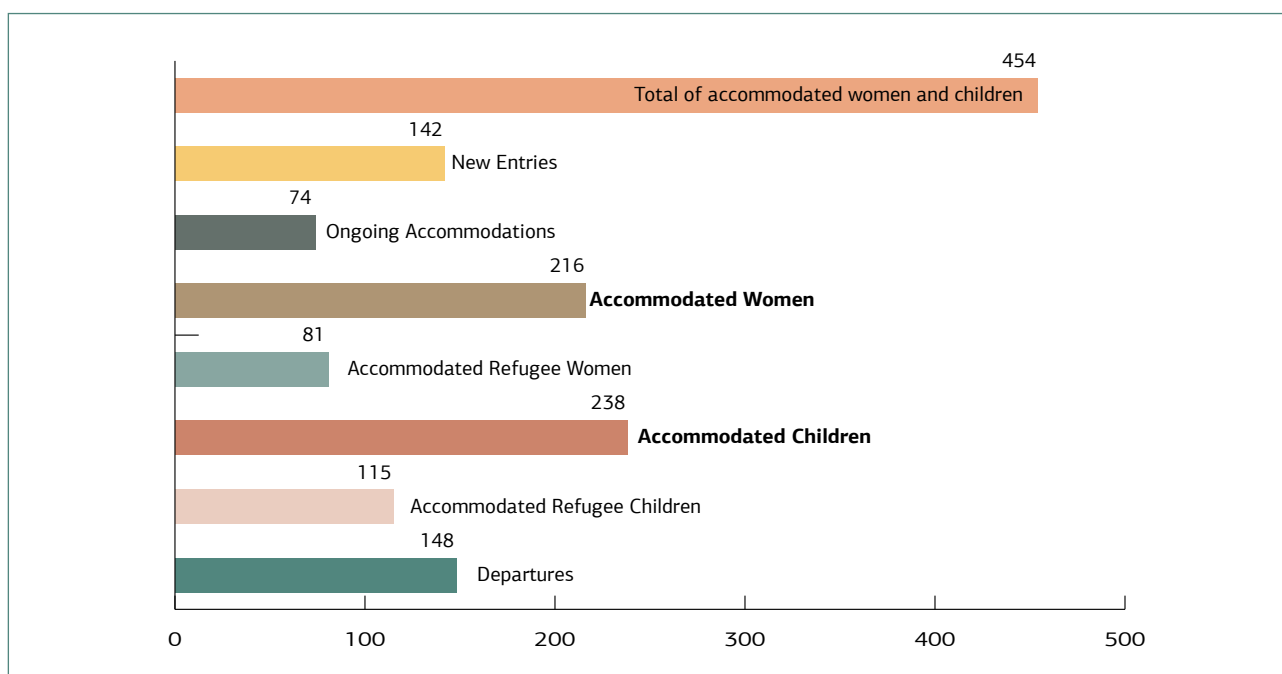 454
Total of accommodated women and children
142
New Entries
74
Ongoing Accommodations
216
Accommodated Women
81
Accommodated Refugee Women
238
Accommodated Children
115
Accommodated Refugee Children
148
Departures
0 100 200 300 400 500